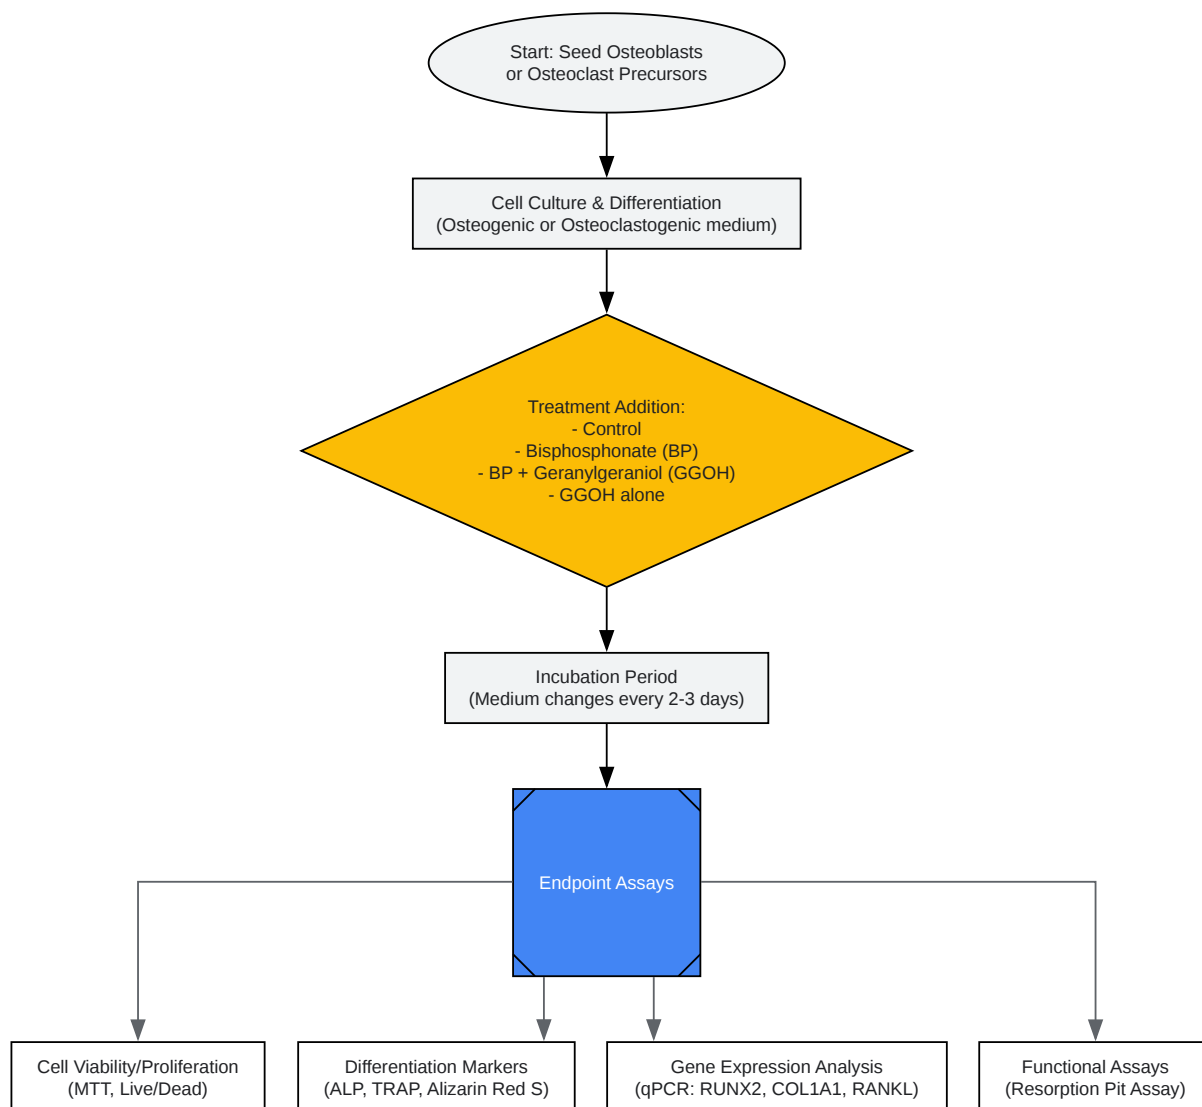 Start: Seed Osteoblasts
or Osteoclast Precursors
Cell Culture & Differentiation
(Osteogenic or Osteoclastogenic medium)
Treatment Addition:
- Control
- Bisphosphonate (BP)
- BP + Geranylgeraniol (GGOH)
- GGOH alone
Incubation Period
(Medium changes every 2-3 days)
Endpoint Assays
Cell Viability/Proliferation
(MTT, Live/Dead)
Differentiation Markers
(ALP, TRAP, Alizarin Red S)
Gene Expression Analysis
(qPCR: RUNX2, COL1A1, RANKL)
Functional Assays
(Resorption Pit Assay)